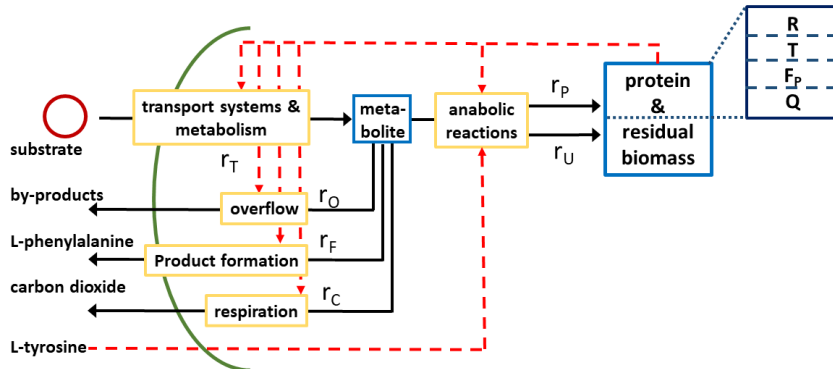 R
T
F_P
Q
protein
&
residual
biomass
r_P
r_U
transport systems &
metabolism
meta-
bolite
anabolic
reactions
substrate
r_T
by-products
overflow
r_O
L-phenylalanine
Product formation
r_F
carbon dioxide
respiration
r_C
L-tyrosine